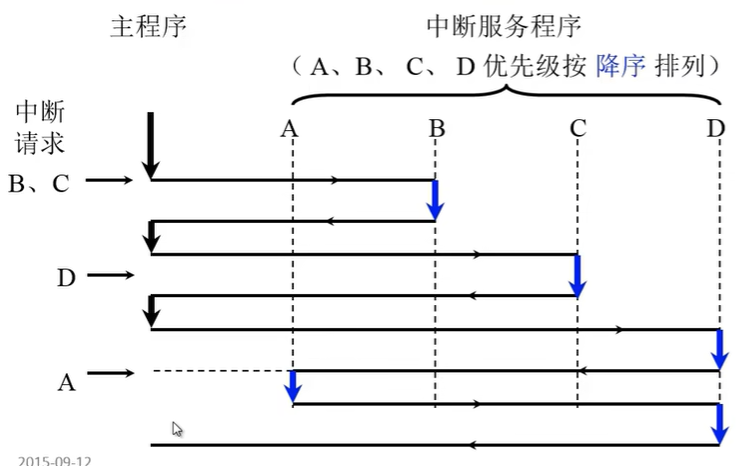 主程序 中断服务程序
（ A、B、 C、 D 优先级按 降序 排列）
中断
请求
A B C D
B、C
D
A
2015-09-12